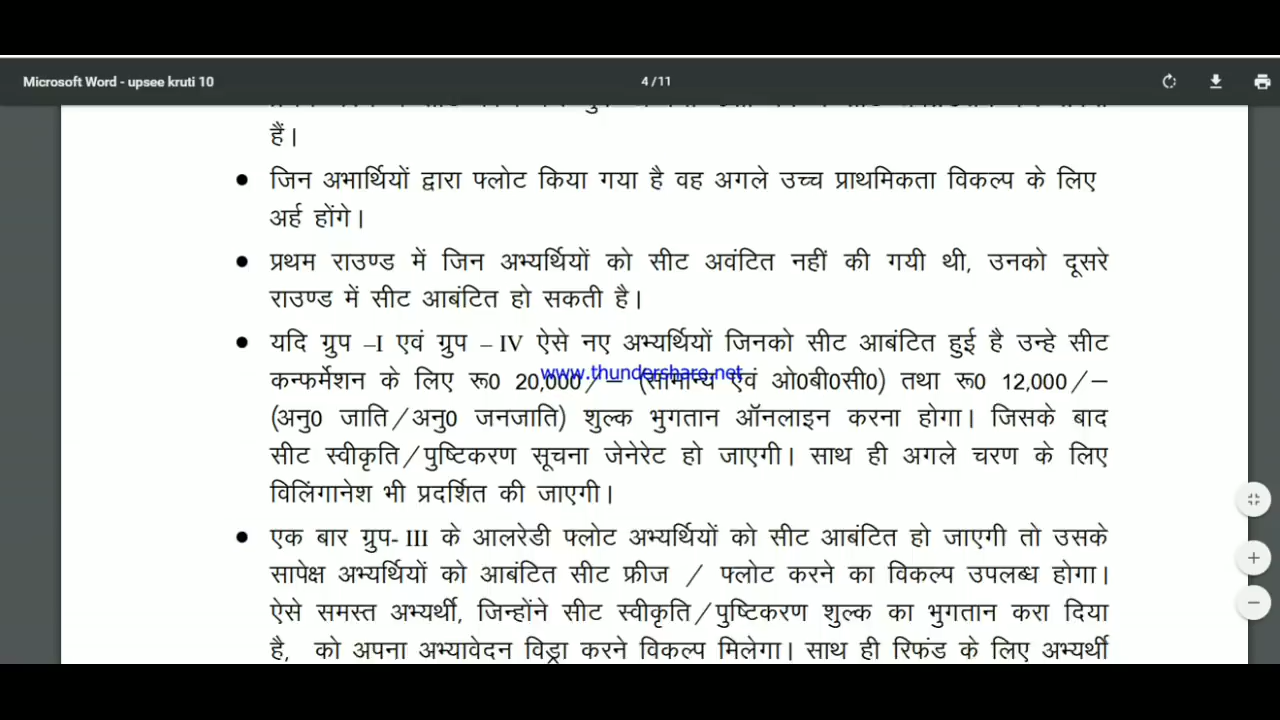 Microsoft Word - upsee kruti 10
4 / 11
हैं।
● जिन अभार्थियों द्वारा फ्लोट किया गया है वह अगले उच्च प्राथमिकता विकल्प के लिए
अर्ह होंगे।
● प्रथम राउण्ड में जिन अभ्यर्थियों को सीट अवंटित नहीं की गयी थी, उनको दूसरे
राउण्ड में सीट आबंटित हो सकती है।
● यदि ग्रुप –I एवं ग्रुप – IV ऐसे नए अभ्यर्थियों जिनको सीट आबंटित हुई है उन्हे सीट
कन्फर्मेशन के लिए रू0 20,000/– (सामान्य एंव ओ0बी0सी0) तथा रू0 12,000/–
www.thundershare.net
(अनु0 जाति/अनु0 जनजाति) शुल्क भुगतान ऑनलाइन करना होगा। जिसके बाद
सीट स्वीकृति/पुष्टिकरण सूचना जेनेरेट हो जाएगी। साथ ही अगले चरण के लिए
विलिंगानेश भी प्रदर्शित की जाएगी।
● एक बार ग्रुप- III के आलरेडी फ्लोट अभ्यर्थियों को सीट आबंटित हो जाएगी तो उसके
सापेक्ष अभ्यर्थियों को आबंटित सीट फ्रीज / फ्लोट करने का विकल्प उपलब्ध होगा।
ऐसे समस्त अभ्यर्थी, जिन्होंने सीट स्वीकृति/पुष्टिकरण शुल्क का भुगतान करा दिया
है, को अपना अभ्यावेदन विड्रा करने विकल्प मिलेगा। साथ ही रिफंड के लिए अभ्यर्थी